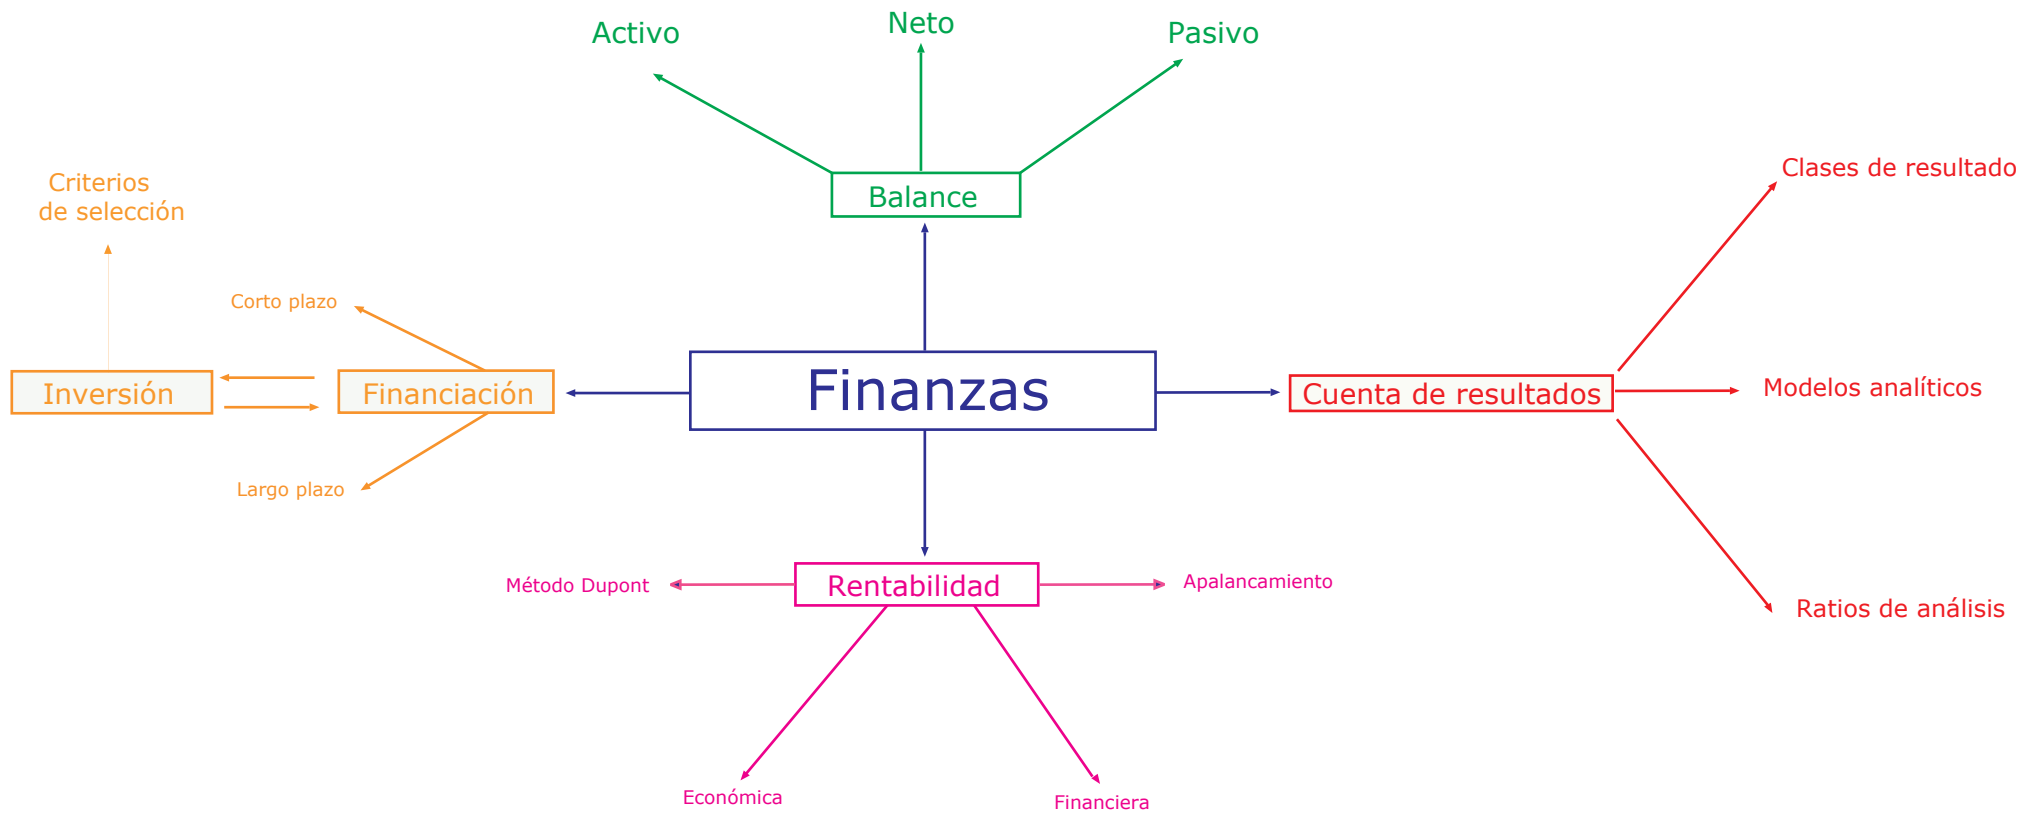 Activo
Neto
Pasivo
Balance
Clases de resultado
Criterios
de selección
Corto plazo
Inversión
Financiación
Finanzas
Cuenta de resultados
Modelos analíticos
Largo plazo
Método Dupont
Rentabilidad
Apalancamiento
Ratios de análisis
Económica
Financiera